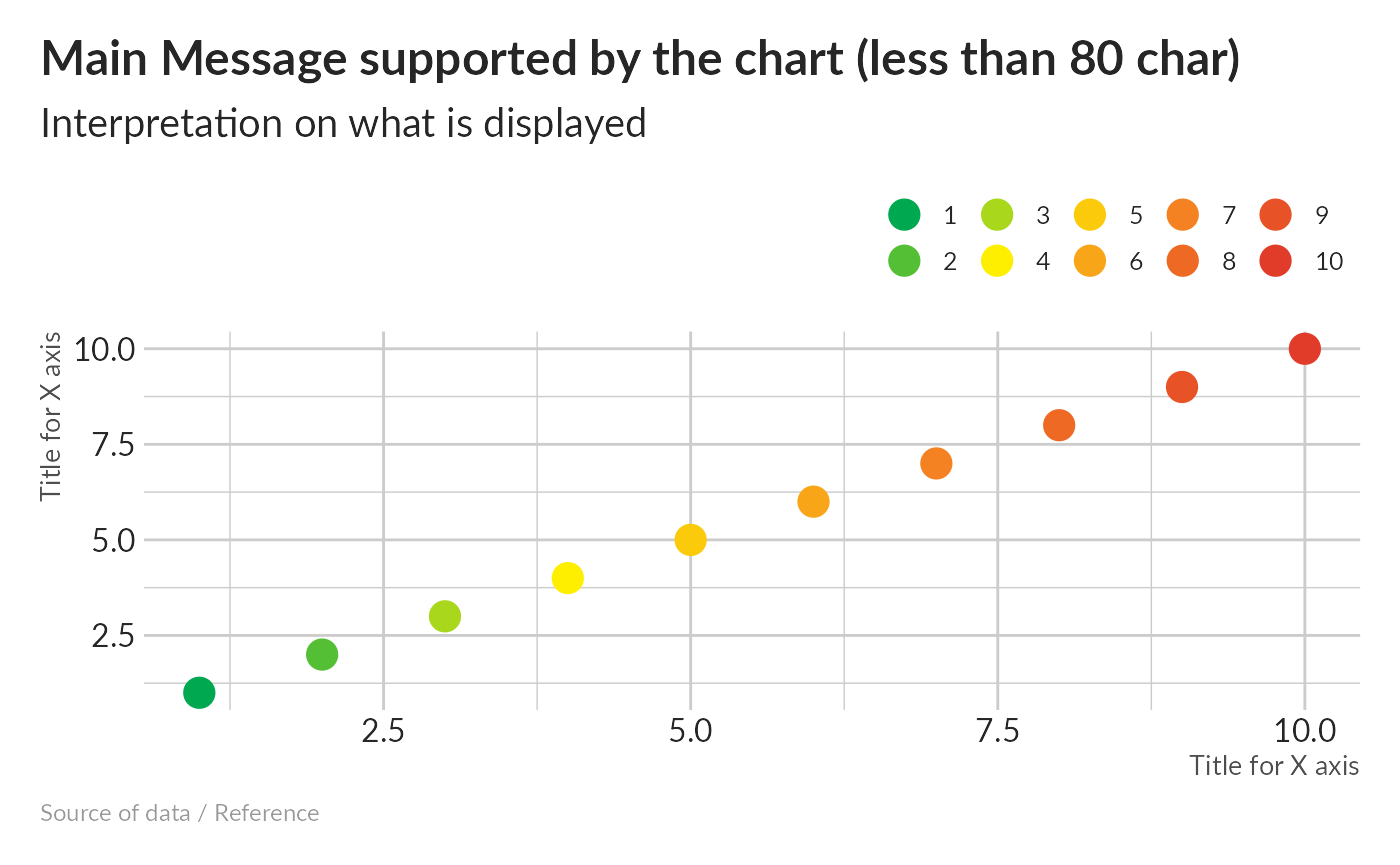 Main Message supported by the chart (less than 80 char)
Interpretation on what is displayed
1 3 5 7 9
2 4 6 8 10
Title for X axis
10.0
7.5
5.0
2.5
2.5 5.0 7.5 10.0
Title for X axis
Source of data / Reference